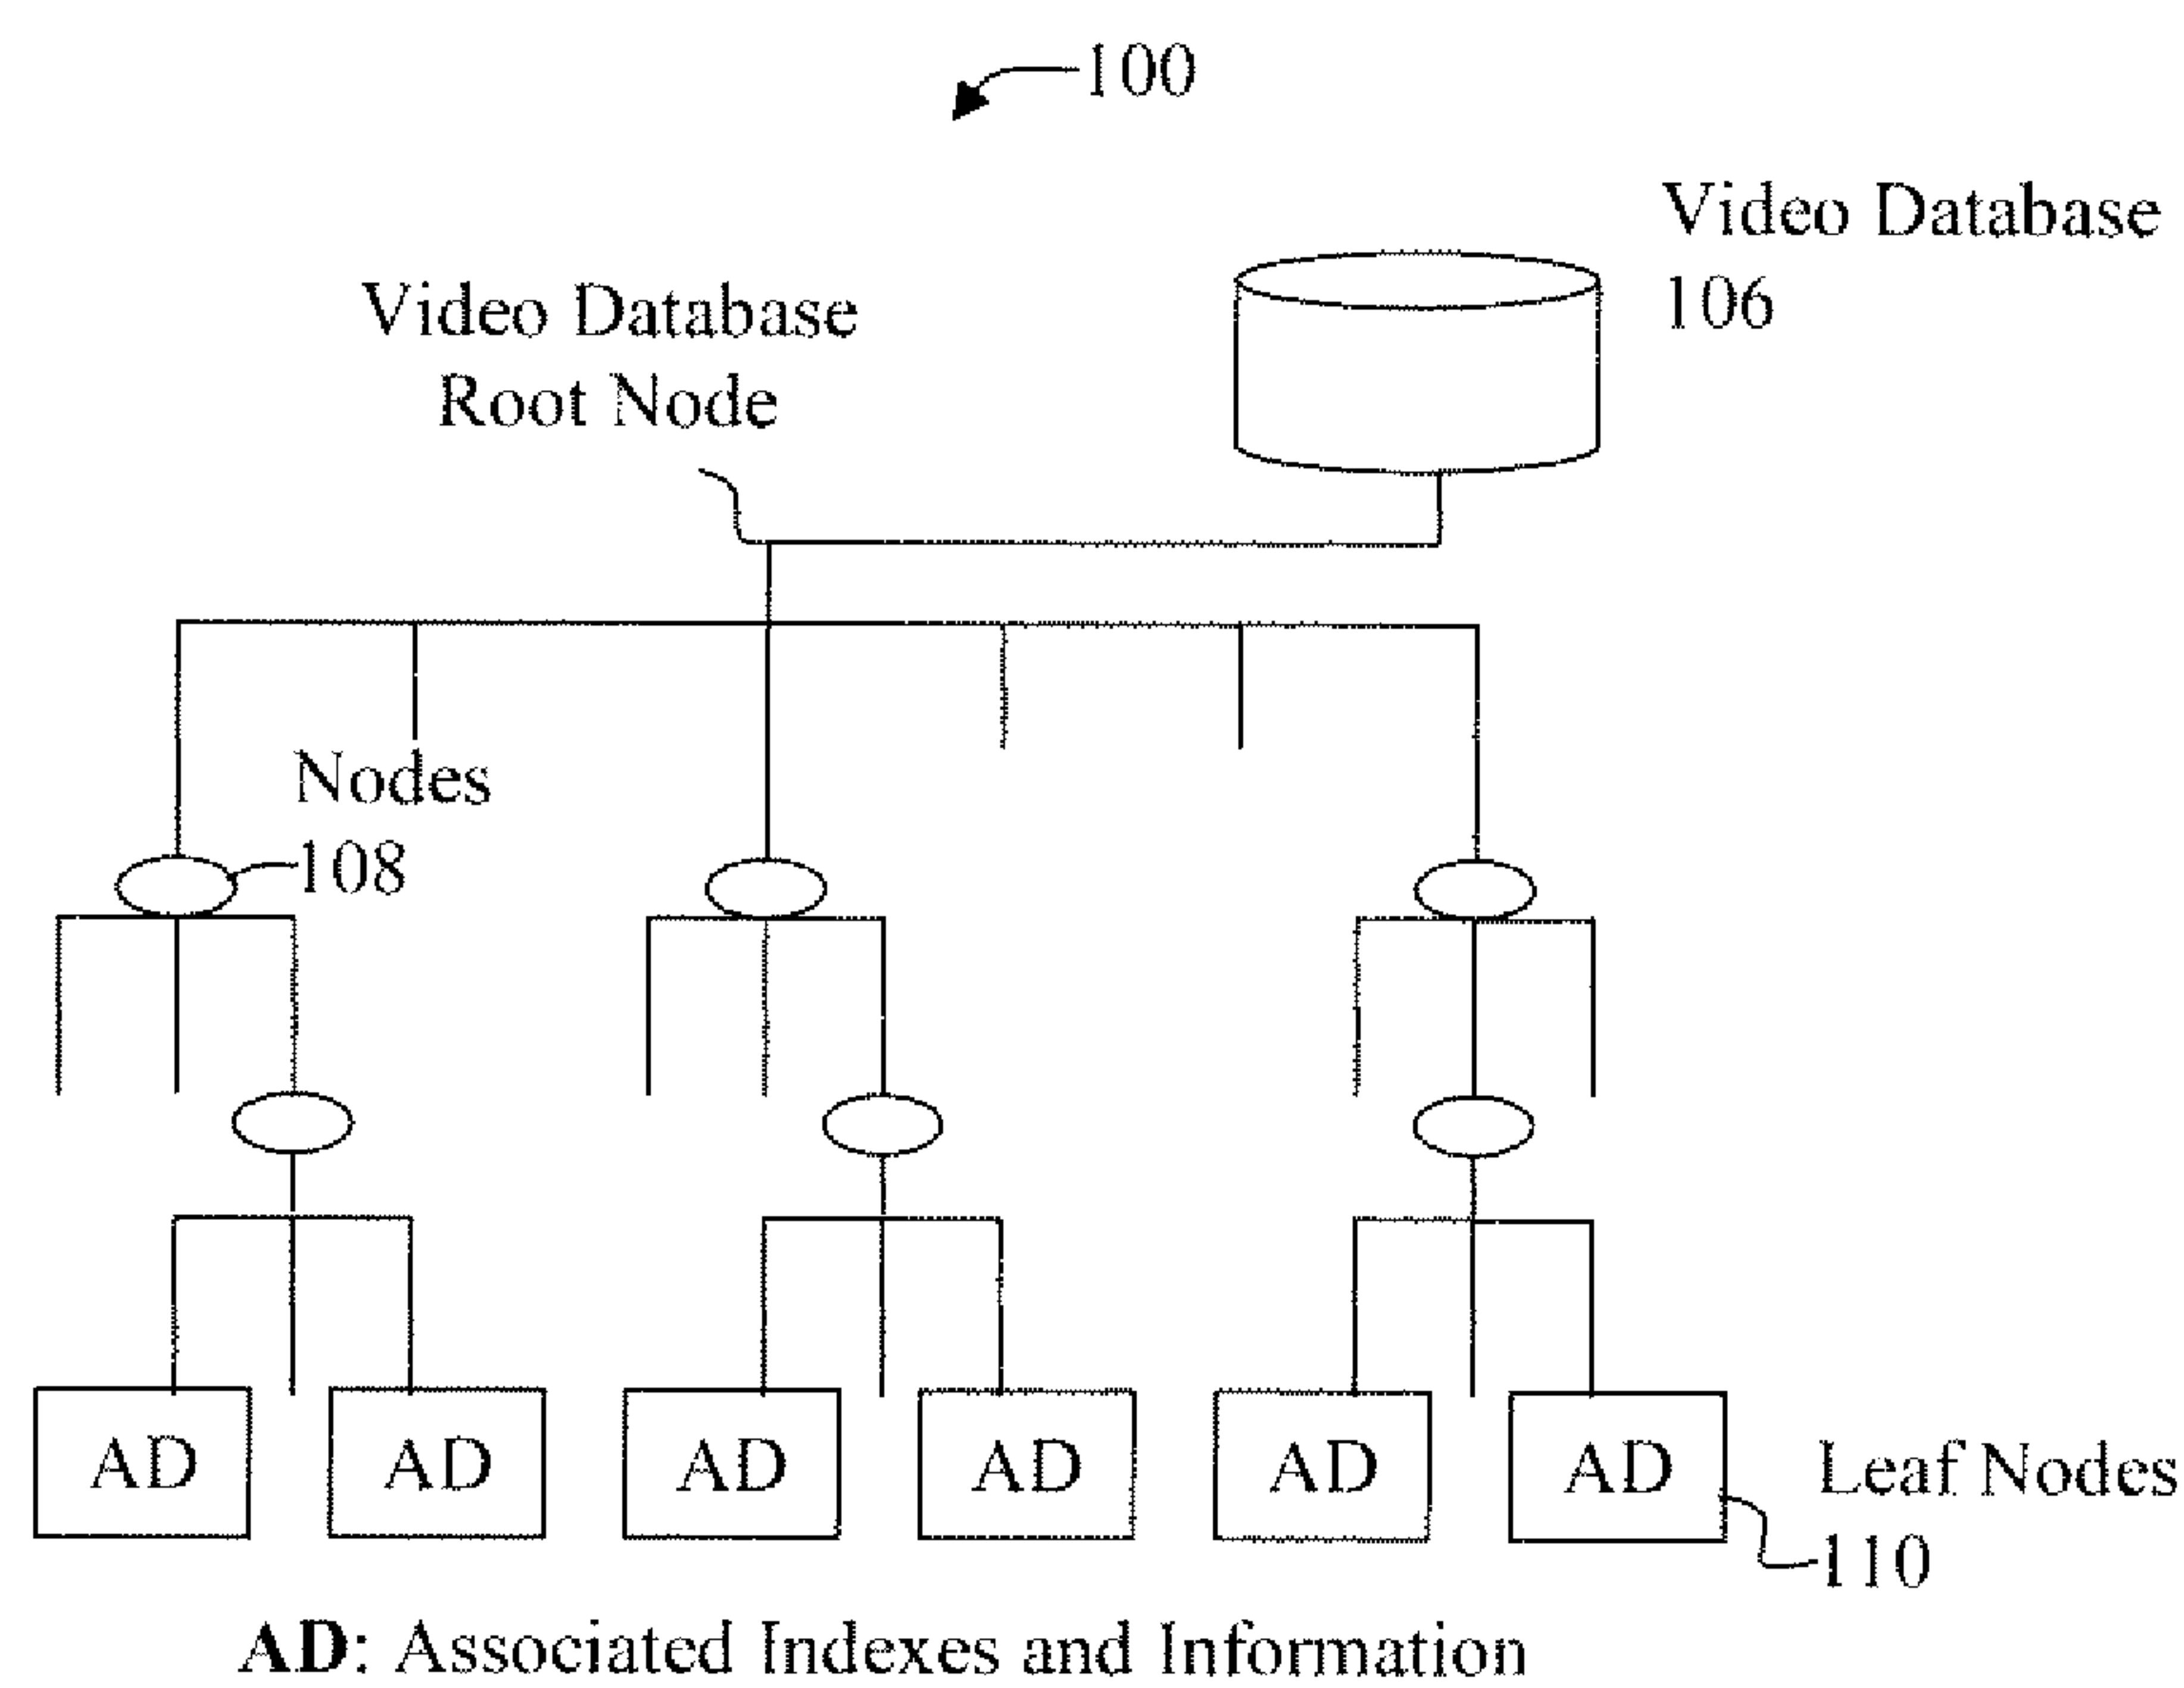 100
Video Database
106
Video Database
Root Node
Nodes
108
AD AD AD AD AD AD
Leaf Nodes
110
AD: Associated Indexes and Information